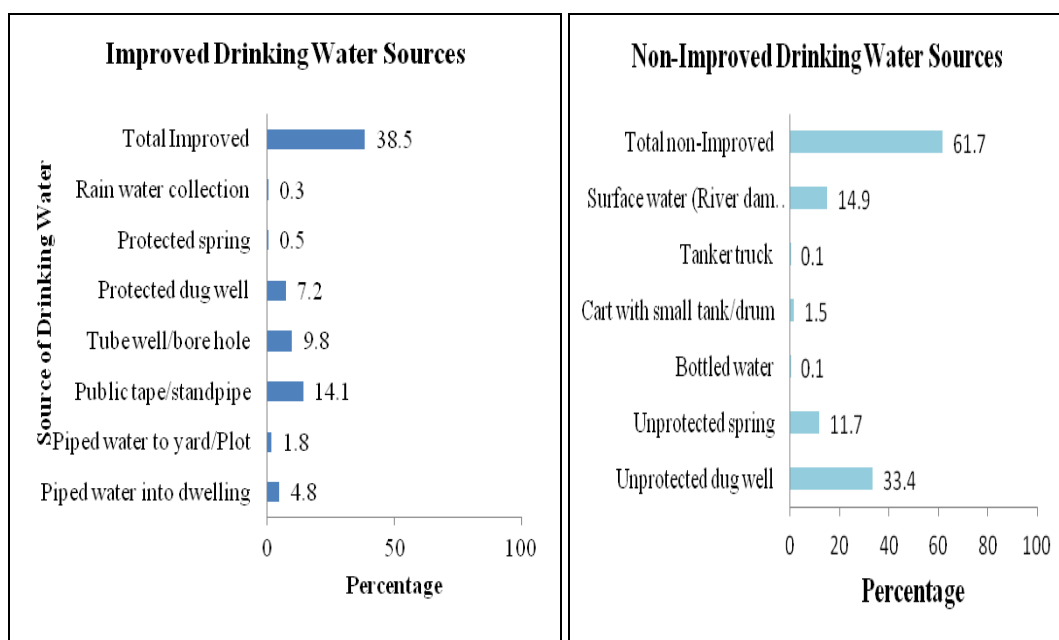 Improved Drinking Water Sources
Source of Drinking Water
Total Improved 38.5
Rain water collection 0.3
Protected spring 0.5
Protected dug well 7.2
Tube well/bore hole 9.8
Public tape/standpipe 14.1
Piped water to yard/Plot 1.8
Piped water into dwelling 4.8
0 50 100
Percentage
Non-Improved Drinking Water Sources
Total non-Improved 61.7
Surface water (River dam.. 14.9
Tanker truck 0.1
Cart with small tank/drum 1.5
Bottled water 0.1
Unprotected spring 11.7
Unprotected dug well 33.4
0 20 40 60 80 100
Percentage